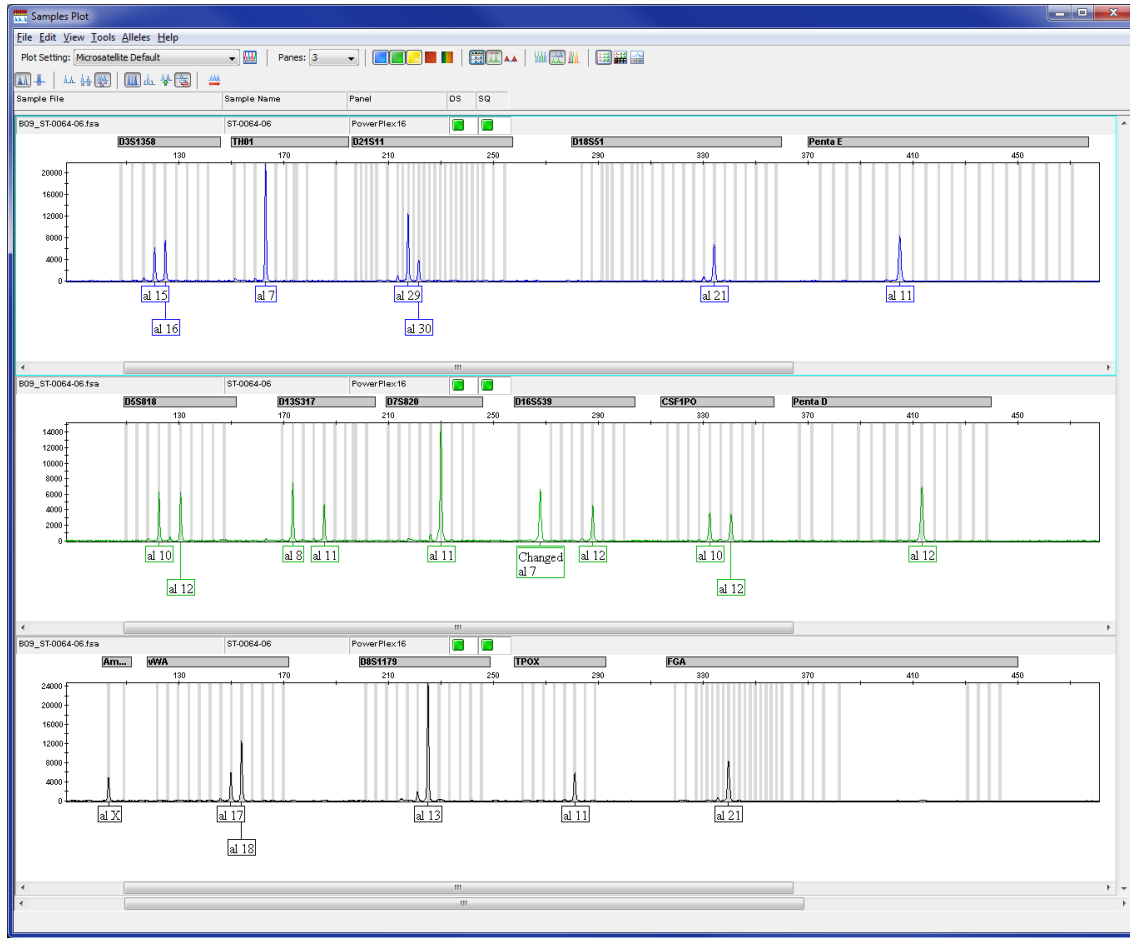 Samples Plot
File Edit View Tools Alleles Help
Plot Setting: Microsatellite Default Panes: 3
Sample File Sample Name Panel OS SQ
B09_ST-0064-06.fsa ST-0064-06 PowerPlex16
D3S1358 TH01 D21S11 D18S51 Penta E
130 170 210 250 290 330 370 410 450
20000
16000
12000
8000
4000
0
al 15 al 7 al 29 al 21 al 11
al 16 al 30
B09_ST-0064-06.fsa ST-0064-06 PowerPlex16
D5S818 D13S317 D7S820 D16S539 CSF1PO Penta D
130 170 210 250 290 330 370 410 450
14000
12000
10000
8000
6000
4000
2000
0
al 10 al 8 al 11 al 11 Changed al 12 al 10 al 12
al 7
al 12 al 12
B09_ST-0064-06.fsa ST-0064-06 PowerPlex16
Am... vWA D8S1179 TPOX FGA
130 170 210 250 290 330 370 410 450
24000
20000
16000
12000
8000
4000
0
al X al 17 al 13 al 11 al 21
al 18